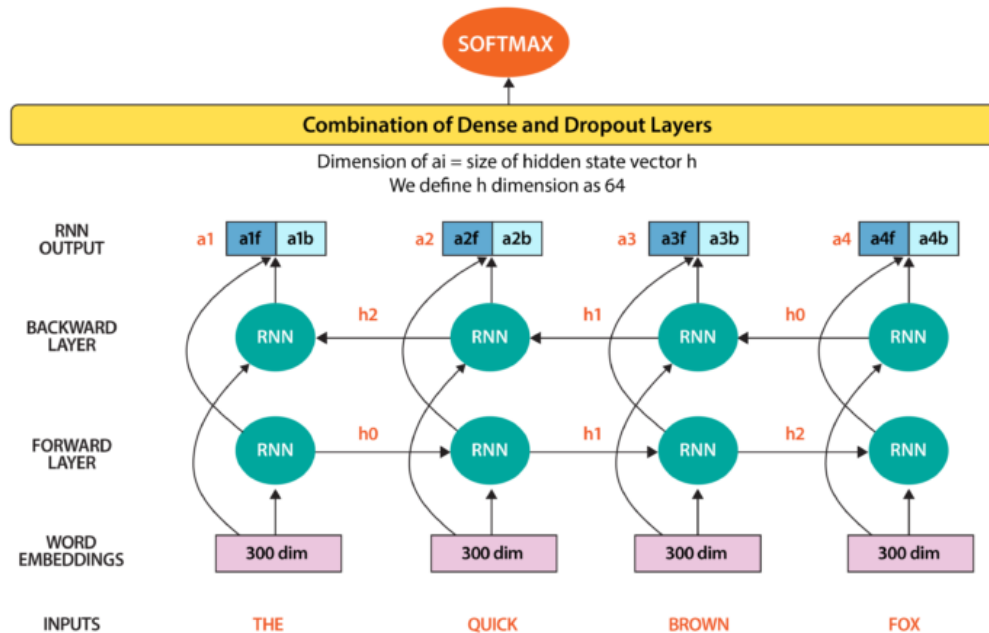 SOFTMAX
Combination of Dense and Dropout Layers
Dimension of ai = size of hidden state vector h
We define h dimension as 64
RNN
OUTPUT
a1 a1f a1b a2 a2f a2b a3 a3f a3b a4 a4f a4b
BACKWARD
LAYER
RNN h2 RNN h1 RNN h0 RNN
FORWARD
LAYER
RNN h0 RNN h1 RNN h2 RNN
WORD
EMBEDDINGS
300 dim 300 dim 300 dim 300 dim
INPUTS THE QUICK BROWN FOX